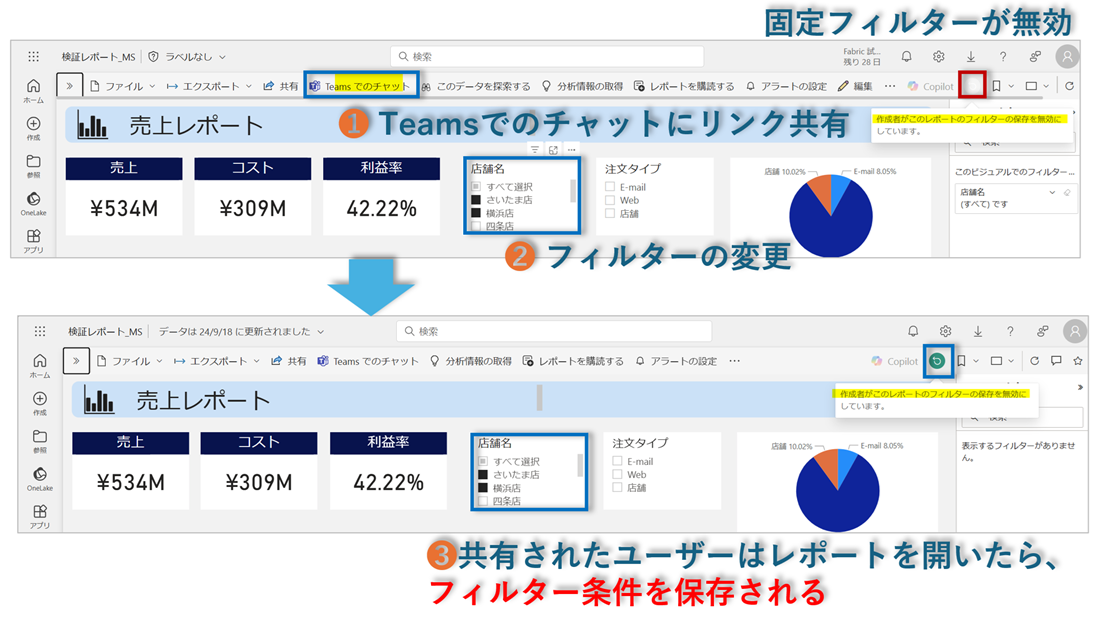 固定フィルターが無効
検証レポート_MS ラベルなし 検索 Fabric 試... 残り 28 日
ファイル エクスポート 共有 Teams でのチャット このデータを探索する 分析情報の取得 レポートを購読する アラートの設定 編集 ... Copilot
ホーム
作成
参照
OneLake
アプリ
売上レポート
❶ Teamsでのチャットにリンク共有
作成者がこのレポートのフィルターの保存を無効に
しています。
検索
売上 コスト 利益率
¥534M ¥309M 42.22%
店舗名
すべて選択
さいたま店
横浜店
四条店
注文タイプ
E-mail
Web
店舗
店舗 10.02% E-mail 8.05%
このビジュアルでのフィルター...
店舗名
(すべて) です
❷ フィルターの変更
検証レポート_MS データは 24/9/18 に更新されました 検索
ファイル エクスポート 共有 Teams でのチャット 分析情報の取得 レポートを購読する アラートの設定 ... Copilot
ホーム
作成
参照
OneLake
アプリ
売上レポート
作成者がこのレポートのフィルターの保存を無効に
しています。
検索
売上 コスト 利益率
¥534M ¥309M 42.22%
店舗名
すべて選択
さいたま店
横浜店
四条店
注文タイプ
E-mail
Web
店舗
店舗 10.02% E-mail 8.05%
表示するフィルターがありませ
ん。
❸共有されたユーザーはレポートを開いたら、
フィルター条件を保存される